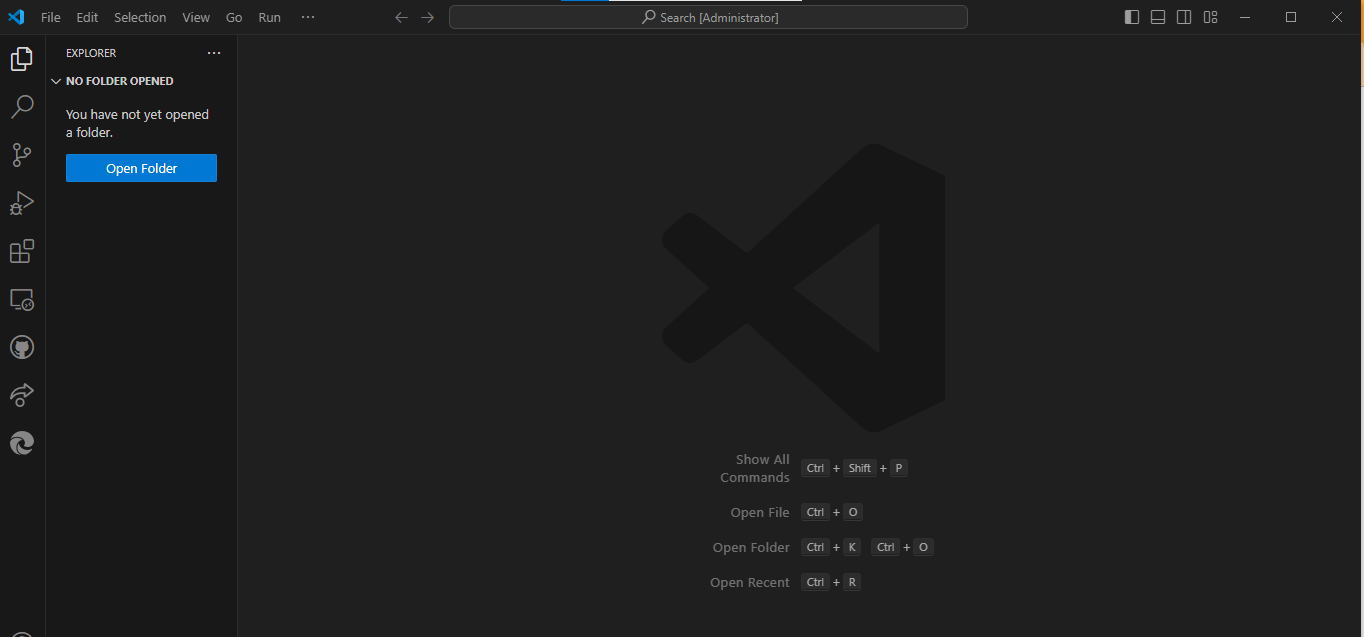 File Edit Selection View Go Run ···
Search [Administrator]
EXPLORER ···
NO FOLDER OPENED
You have not yet opened
a folder.
Open Folder
Show All
Commands Ctrl + Shift + P
Open File Ctrl + O
Open Folder Ctrl + K Ctrl + O
Open Recent Ctrl + R